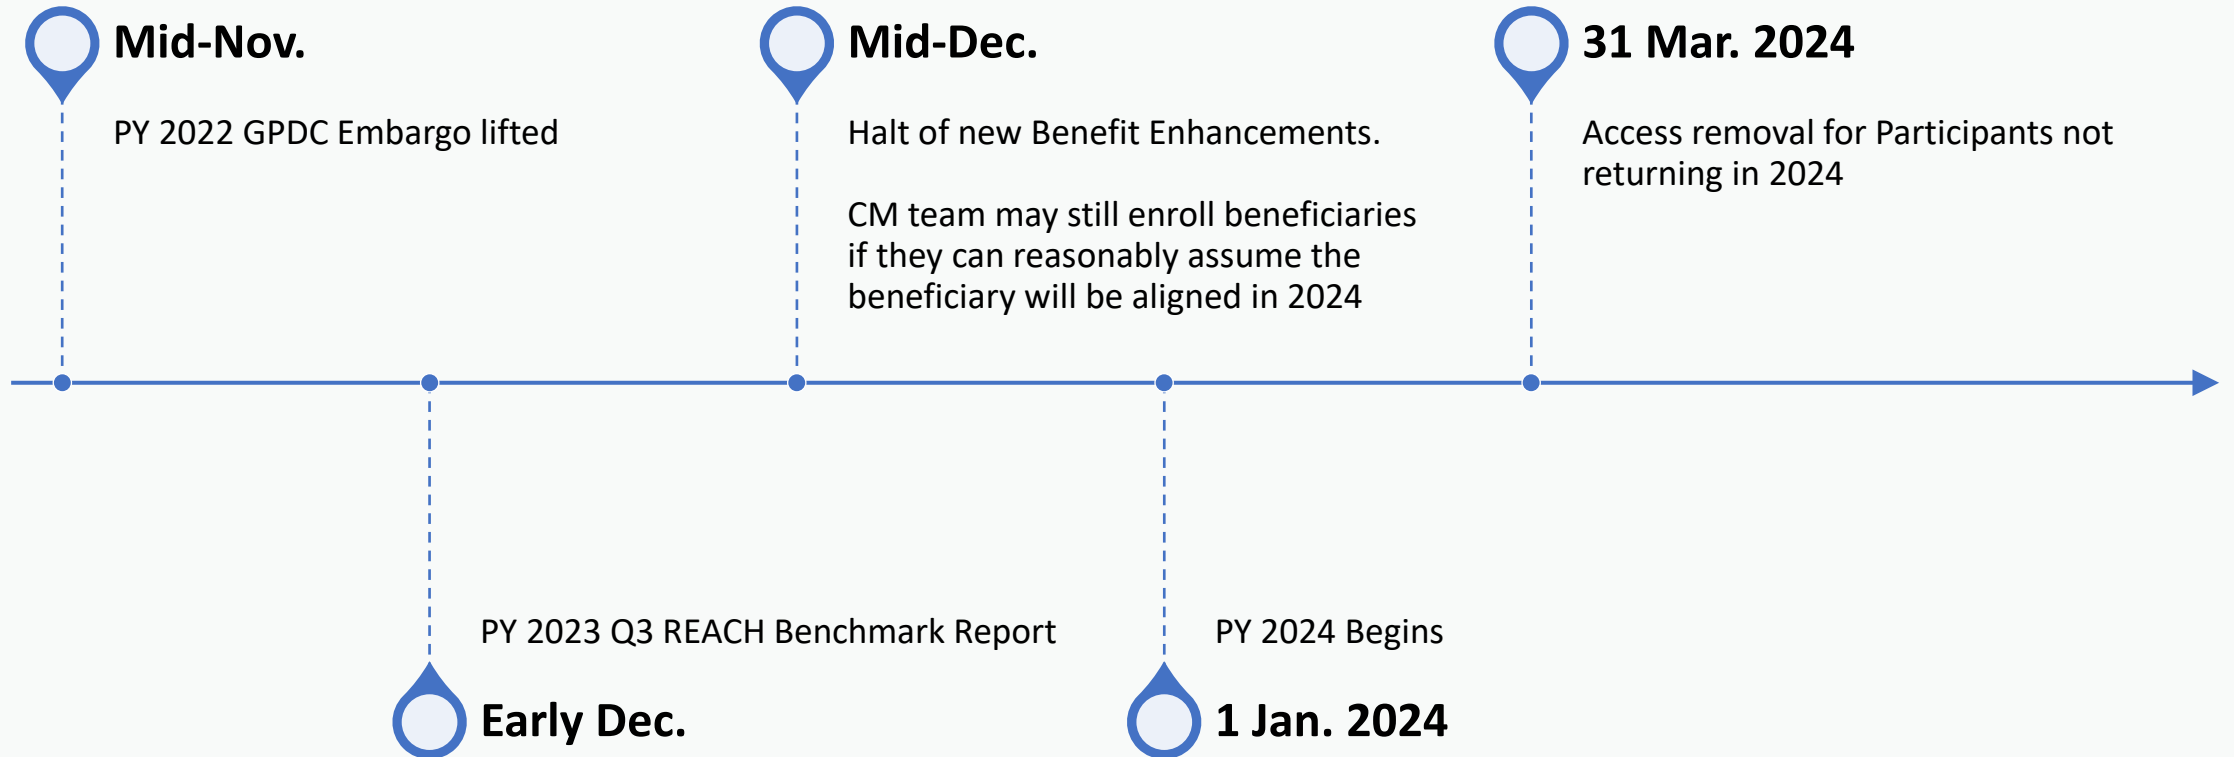 Mid-Nov.
PY 2022 GPDC Embargo lifted
PY 2023 Q3 REACH Benchmark Report
Early Dec.
Mid-Dec.
Halt of new Benefit Enhancements.
CM team may still enroll beneficiaries
if they can reasonably assume the
beneficiary will be aligned in 2024
PY 2024 Begins
1 Jan. 2024
31 Mar. 2024
Access removal for Participants not
returning in 2024